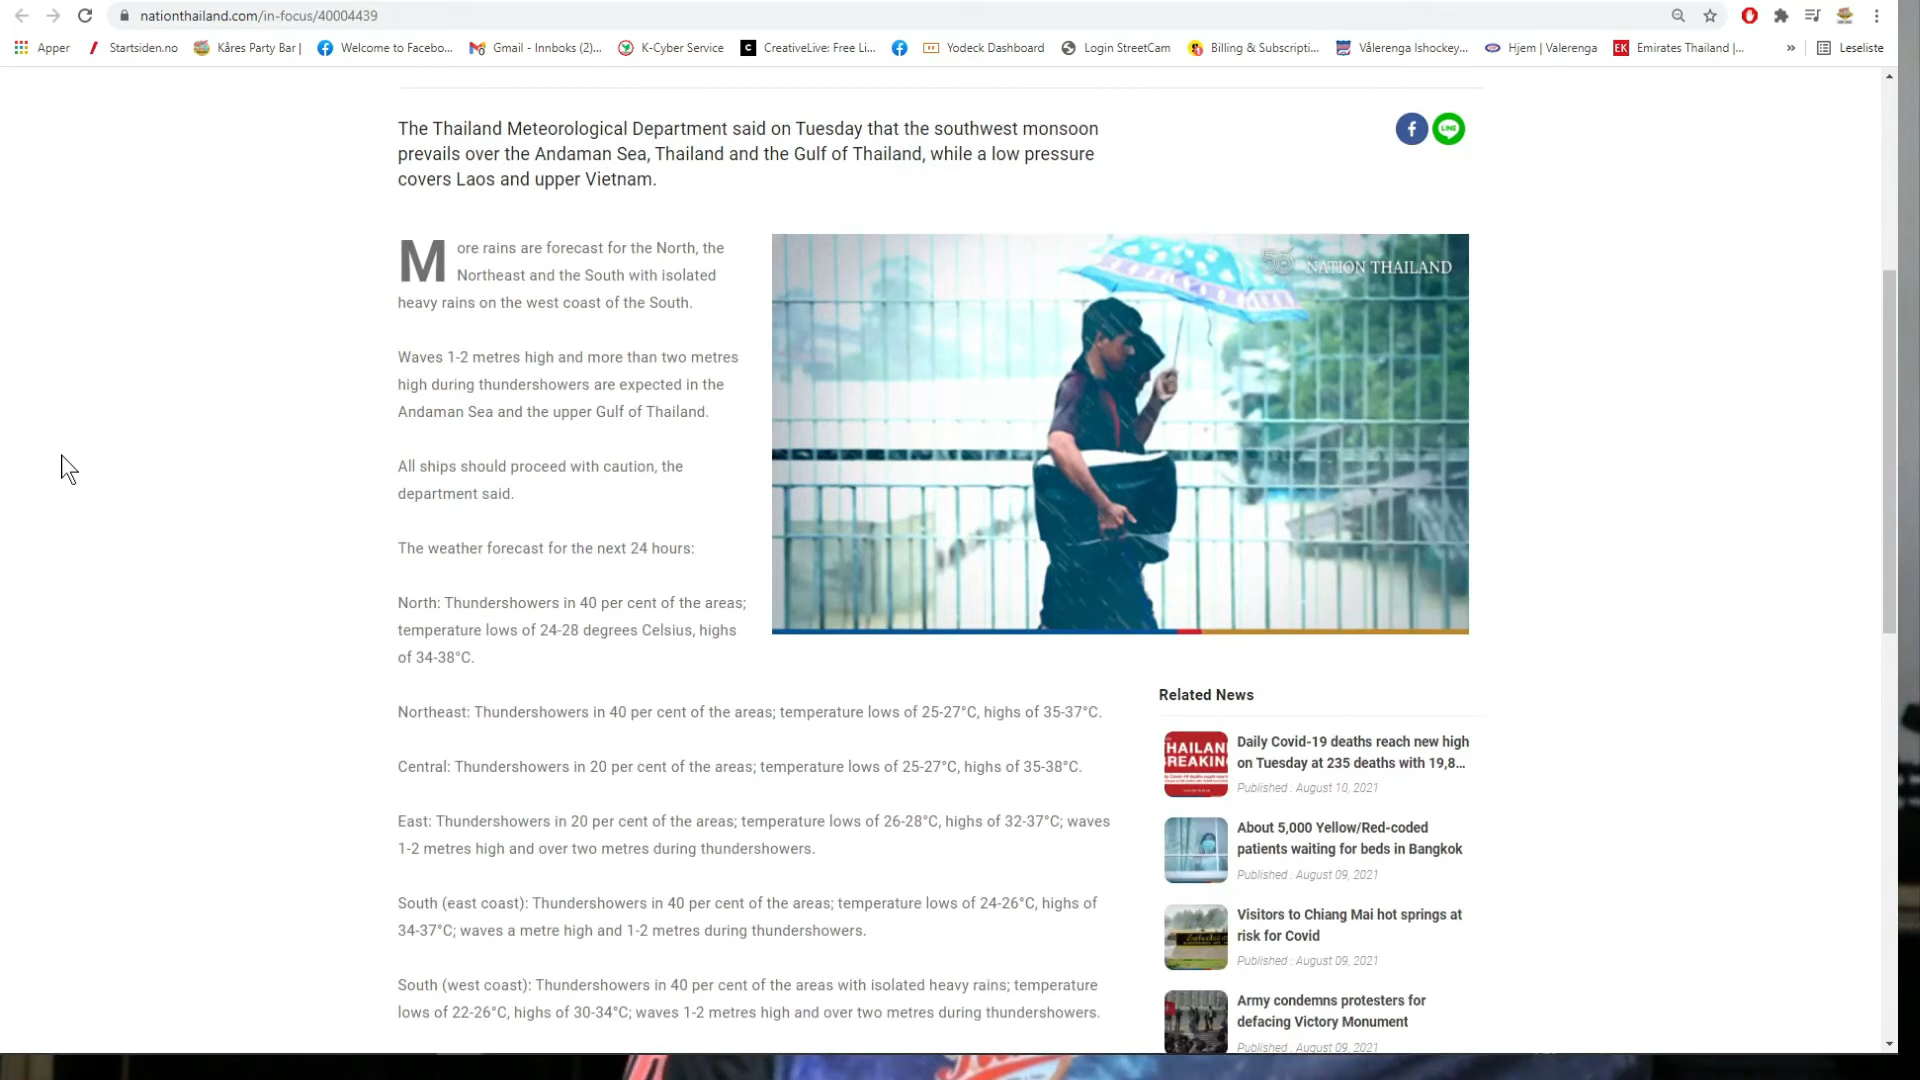 nationthailand.com/in-focus/40004439
Apper
Startsiden.no
Kåres Party Bar |
Welcome to Facebo...
Gmail - Innboks (2)...
K-Cyber Service
CreativeLive: Free Li...
Yodeck Dashboard
Login StreetCam
Billing & Subscripti...
Vålerenga Ishockey...
Hjem | Valerenga
EK
Emirates Thailand |...
»
Leseliste
The Thailand Meteorological Department said on Tuesday that the southwest monsoon
prevails over the Andaman Sea, Thailand and the Gulf of Thailand, while a low pressure
covers Laos and upper Vietnam.
LINE
More rains are forecast for the North, the
Northeast and the South with isolated
heavy rains on the west coast of the South.
Waves 1-2 metres high and more than two metres
high during thundershowers are expected in the
Andaman Sea and the upper Gulf of Thailand.
All ships should proceed with caution, the
department said.
The weather forecast for the next 24 hours:
North: Thundershowers in 40 per cent of the areas;
temperature lows of 24-28 degrees Celsius, highs
of 34-38°C.
NATION THAILAND
Northeast: Thundershowers in 40 per cent of the areas; temperature lows of 25-27°C, highs of 35-37°C.
Central: Thundershowers in 20 per cent of the areas; temperature lows of 25-27°C, highs of 35-38°C.
East: Thundershowers in 20 per cent of the areas; temperature lows of 26-28°C, highs of 32-37°C; waves
1-2 metres high and over two metres during thundershowers.
South (east coast): Thundershowers in 40 per cent of the areas; temperature lows of 24-26°C, highs of
34-37°C; waves a metre high and 1-2 metres during thundershowers.
South (west coast): Thundershowers in 40 per cent of the areas with isolated heavy rains; temperature
lows of 22-26°C, highs of 30-34°C; waves 1-2 metres high and over two metres during thundershowers.
Related News
HAILAN
BREAKIN
Daily Covid-19 deaths reach new high
on Tuesday at 235 deaths with 19,8...
Published : August 10, 2021
About 5,000 Yellow/Red-coded
patients waiting for beds in Bangkok
Published : August 09, 2021
Visitors to Chiang Mai hot springs at
risk for Covid
Published : August 09, 2021
Army condemns protesters for
defacing Victory Monument
Published : August 09, 2021